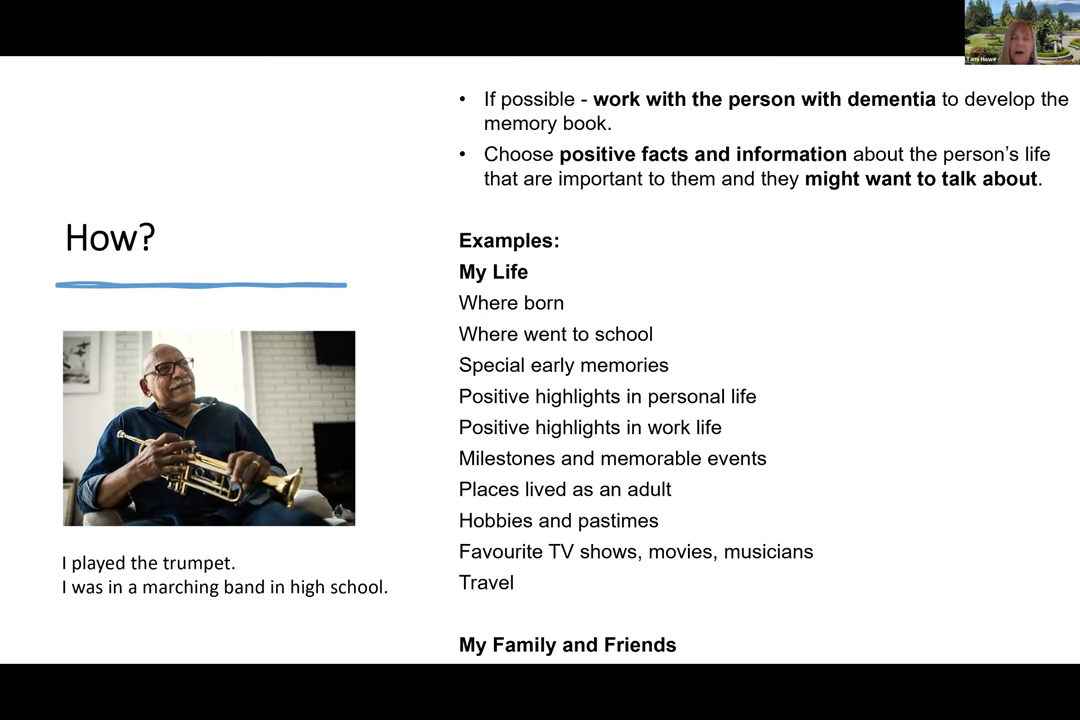 Tami Howe
• If possible - work with the person with dementia to develop the
memory book.
• Choose positive facts and information about the person's life
that are important to them and they might want to talk about.
How?
Examples:
My Life
Where born
Where went to school
Special early memories
Positive highlights in personal life
Positive highlights in work life
Milestones and memorable events
Places lived as an adult
Hobbies and pastimes
Favourite TV shows, movies, musicians
Travel
My Family and Friends
I played the trumpet.
I was in a marching band in high school.